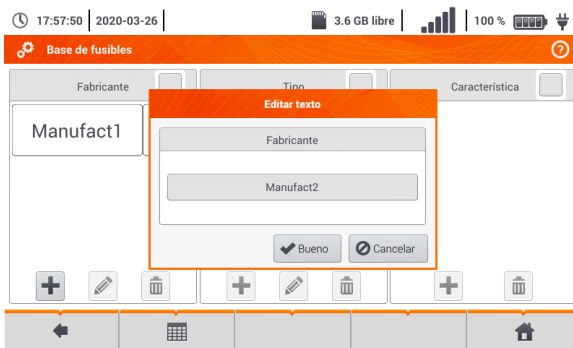 17:57:50 2020-03-26 3.6 GB libre 100 %
Base de fusibles
Fabricante Tipo Característica
Editar texto
Manufact1
Fabricante
Manufact2
Bueno Cancelar